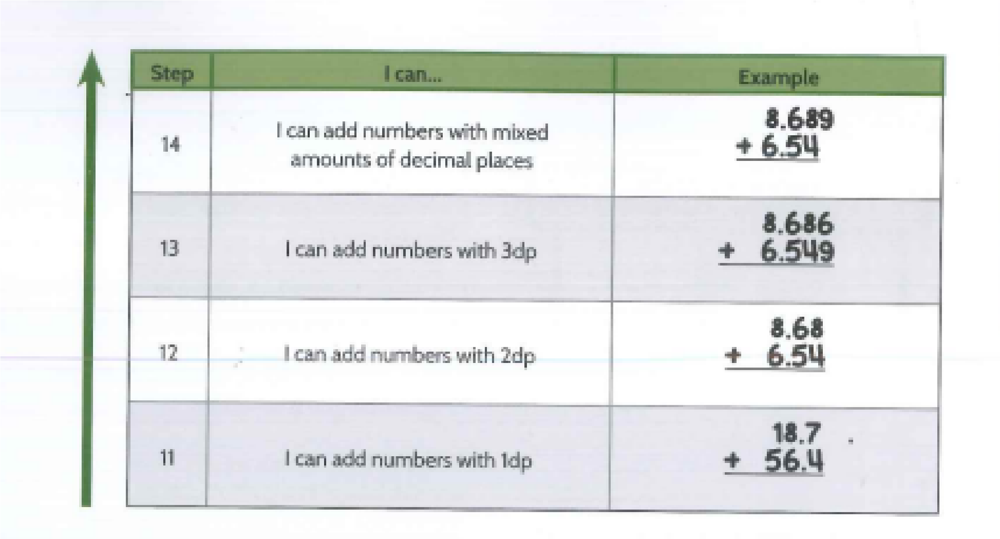 Step
I can...
Example
14
I can add numbers with mixed
amounts of decimal places
8.689
+ 6.54
13
I can add numbers with 3dp
8.686
+ 6.549
12
I can add numbers with 2dp
8.68
+ 6.54
11
I can add numbers with 1dp
18.7
+ 56.4